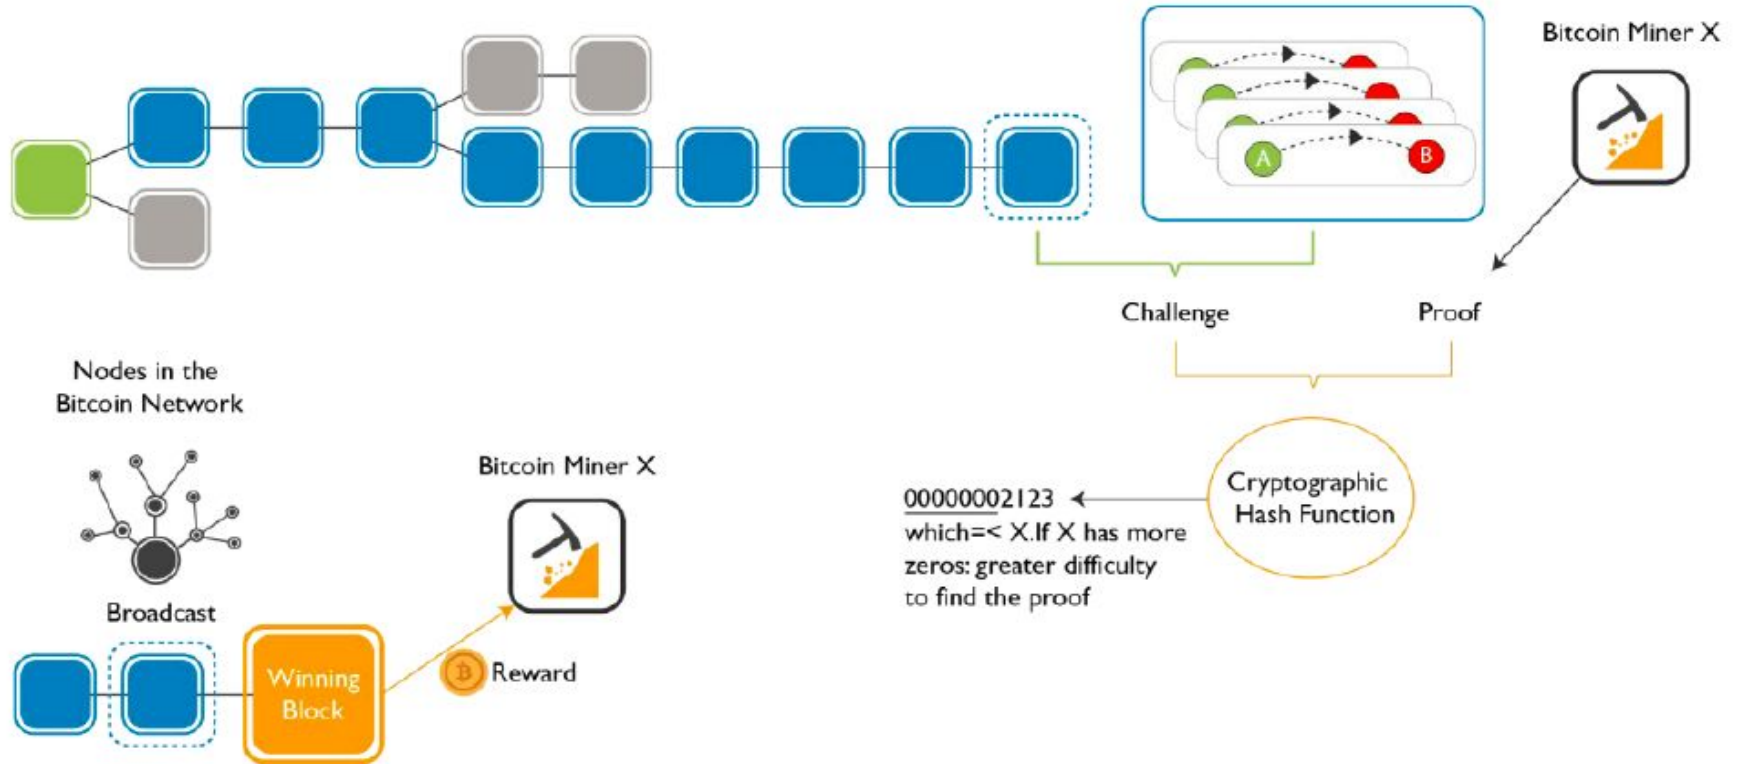 Bitcoin Miner X
A
B
Challenge
Proof
Nodes in the
Bitcoin Network
Bitcoin Miner X
Cryptographic
Hash Function
00000002123
which=< X.If X has more
zeros: greater difficulty
to find the proof
Broadcast
Winning
Block
Reward